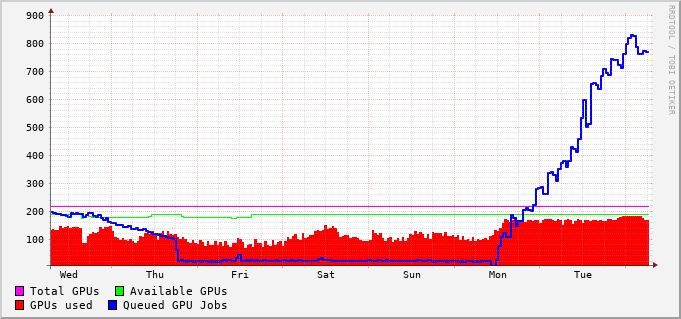 900
800
700
600
500
400
300
200
100
Wed Thu Fri Sat Sun Mon Tue
Total GPUs Available GPUs
GPUs used Queued GPU Jobs
RRDTOOL / TOBI OETIKER